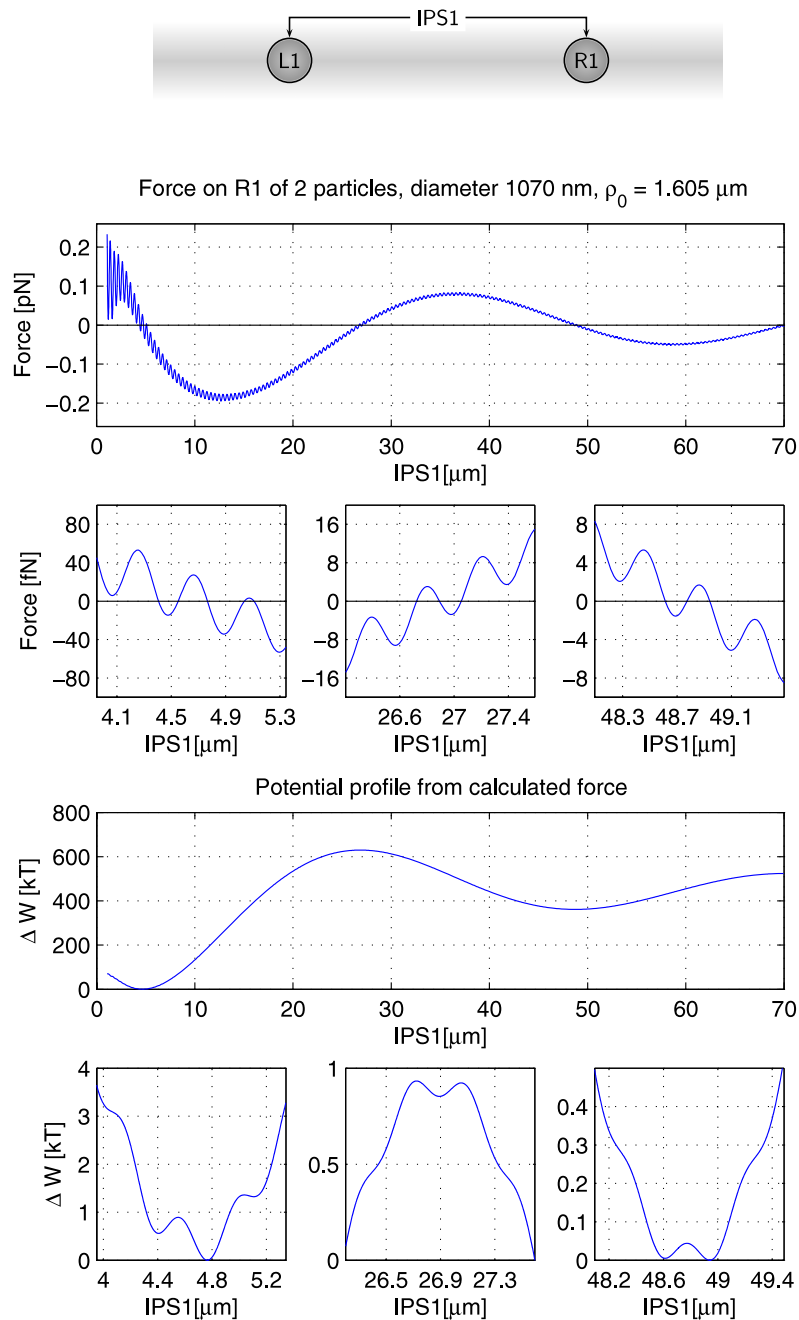 IPS1
L1 R1
Force on R1 of 2 particles, diameter 1070 nm, ρ₀ = 1.605 μm
Force [pN]
0.2
0.1
0
−0.1
−0.2
0 10 20 30 40 50 60 70
IPS1[μm]
Force [fN]
80
40
0
−40
−80
4.1 4.5 4.9 5.3
IPS1[μm]
16
8
0
−8
−16
26.6 27 27.4
IPS1[μm]
8
4
0
−4
−8
48.3 48.7 49.1
IPS1[μm]
Potential profile from calculated force
Δ W [kT]
800
600
400
200
0
0 10 20 30 40 50 60 70
IPS1[μm]
Δ W [kT]
4
3
2
1
0
4 4.4 4.8 5.2
IPS1[μm]
1
0.5
0
26.5 26.9 27.3
IPS1[μm]
0.4
0.3
0.2
0.1
0
48.2 48.6 49 49.4
IPS1[μm]